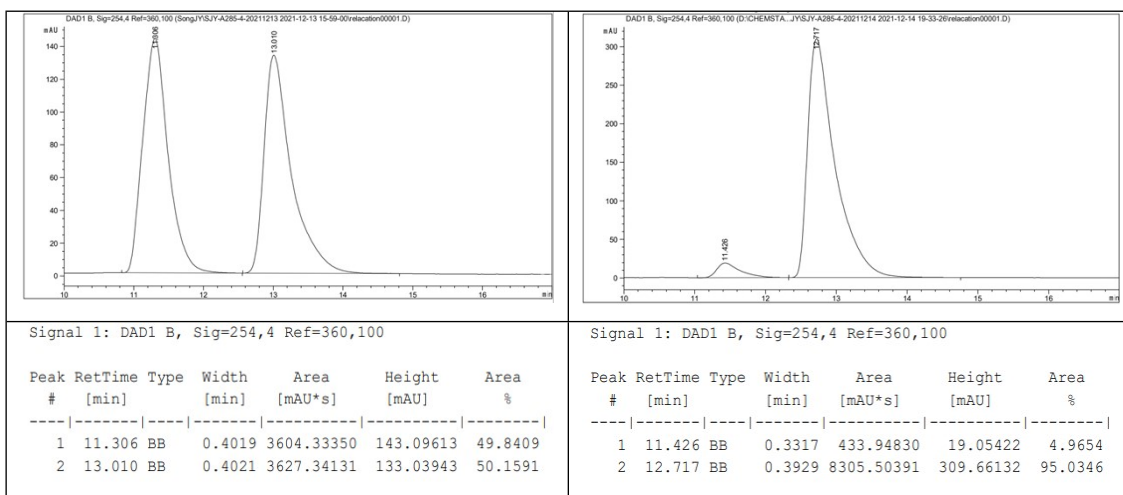 DAD1 B, Sig=254,4 Ref=360,100 (SongJY/SJY-A285-4-20211213 2021-12-13 15-59-00\relacation00001.D)
mAU
140
120
100
80
60
40
20
0
11.306
13.010
10 11 12 13 14 15 16 min
DAD1 B, Sig=254,4 Ref=360,100 (D:\CHEMSTA...JY\SJY-A285-4-20211214 2021-12-14 19-33-26\relacation00001.D)
mAU
300
250
200
150
100
50
0
11.426
12.717
10 11 12 13 14 15 16 min
Signal 1: DAD1 B, Sig=254,4 Ref=360,100
Peak RetTime Type Width Area Height Area
# [min] [min] [mAU*s] [mAU] %
----|-------|----|-------|----------|----------|--------|
1 11.306 BB 0.4019 3604.33350 143.09613 49.8409
2 13.010 BB 0.4021 3627.34131 133.03943 50.1591
Signal 1: DAD1 B, Sig=254,4 Ref=360,100
Peak RetTime Type Width Area Height Area
# [min] [min] [mAU*s] [mAU] %
----|-------|----|-------|----------|----------|--------|
1 11.426 BB 0.3317 433.94830 19.05422 4.9654
2 12.717 BB 0.3929 8305.50391 309.66132 95.0346